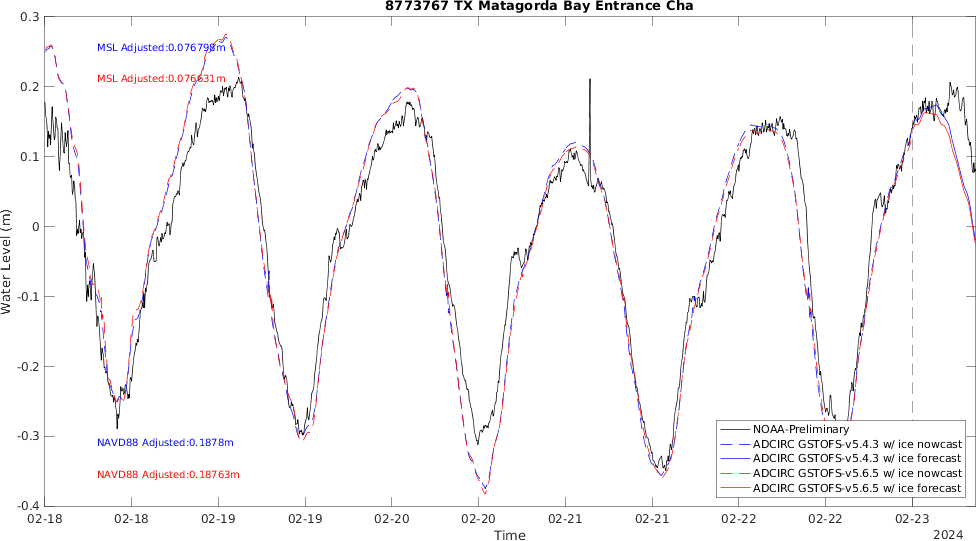 8773767 TX Matagorda Bay Entrance Cha
0.3
0.2
0.1
0
-0.1
-0.2
-0.3
-0.4
Water Level (m)
MSL Adjusted:0.076798m
MSL Adjusted:0.076631m
NAVD88 Adjusted:0.1878m
NAVD88 Adjusted:0.18763m
NOAA-Preliminary
ADCIRC GSTOFS-v5.4.3 w/ ice nowcast
ADCIRC GSTOFS-v5.4.3 w/ ice forecast
ADCIRC GSTOFS-v5.6.5 w/ ice nowcast
ADCIRC GSTOFS-v5.6.5 w/ ice forecast
02-18 02-18 02-19 02-19 02-20 02-20 02-21 02-21 02-22 02-22 02-23
Time
2024